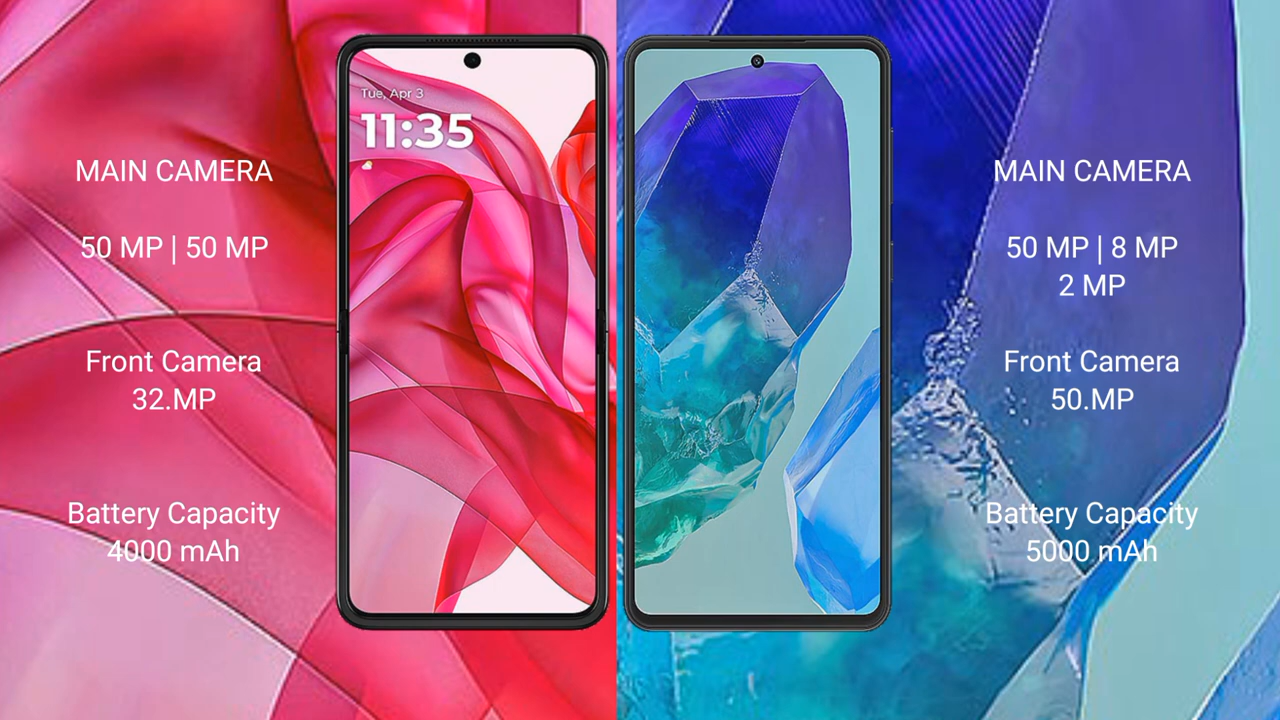 MAIN CAMERA
50 MP | 50 MP
Front Camera
32.MP
Battery Capacity
4000 mAh
Tue, Apr 3
11:35
MAIN CAMERA
50 MP | 8 MP
2 MP
Front Camera
50.MP
Battery Capacity
5000 mAh